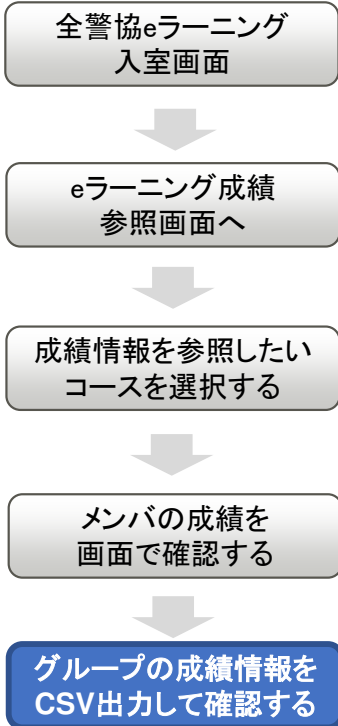 全警協eラーニング
入室画面
eラーニング成績
参照画面へ
成績情報を参照したい
コースを選択する
メンバの成績を
画面で確認する
グループの成績情報を
CSV出力して確認する